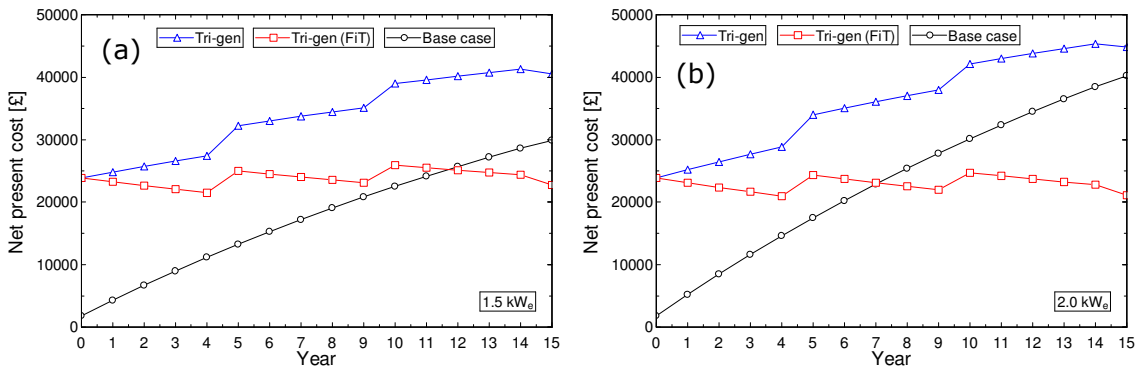 (a)
Tri-gen Tri-gen (FiT) Base case
Net present cost [£]
50000
40000
30000
20000
10000
0
1.5 kWe
0 1 2 3 4 5 6 7 8 9 10 11 12 13 14 15
Year
(b)
Tri-gen Tri-gen (FiT) Base case
Net present cost [£]
50000
40000
30000
20000
10000
0
2.0 kWe
0 1 2 3 4 5 6 7 8 9 10 11 12 13 14 15
Year